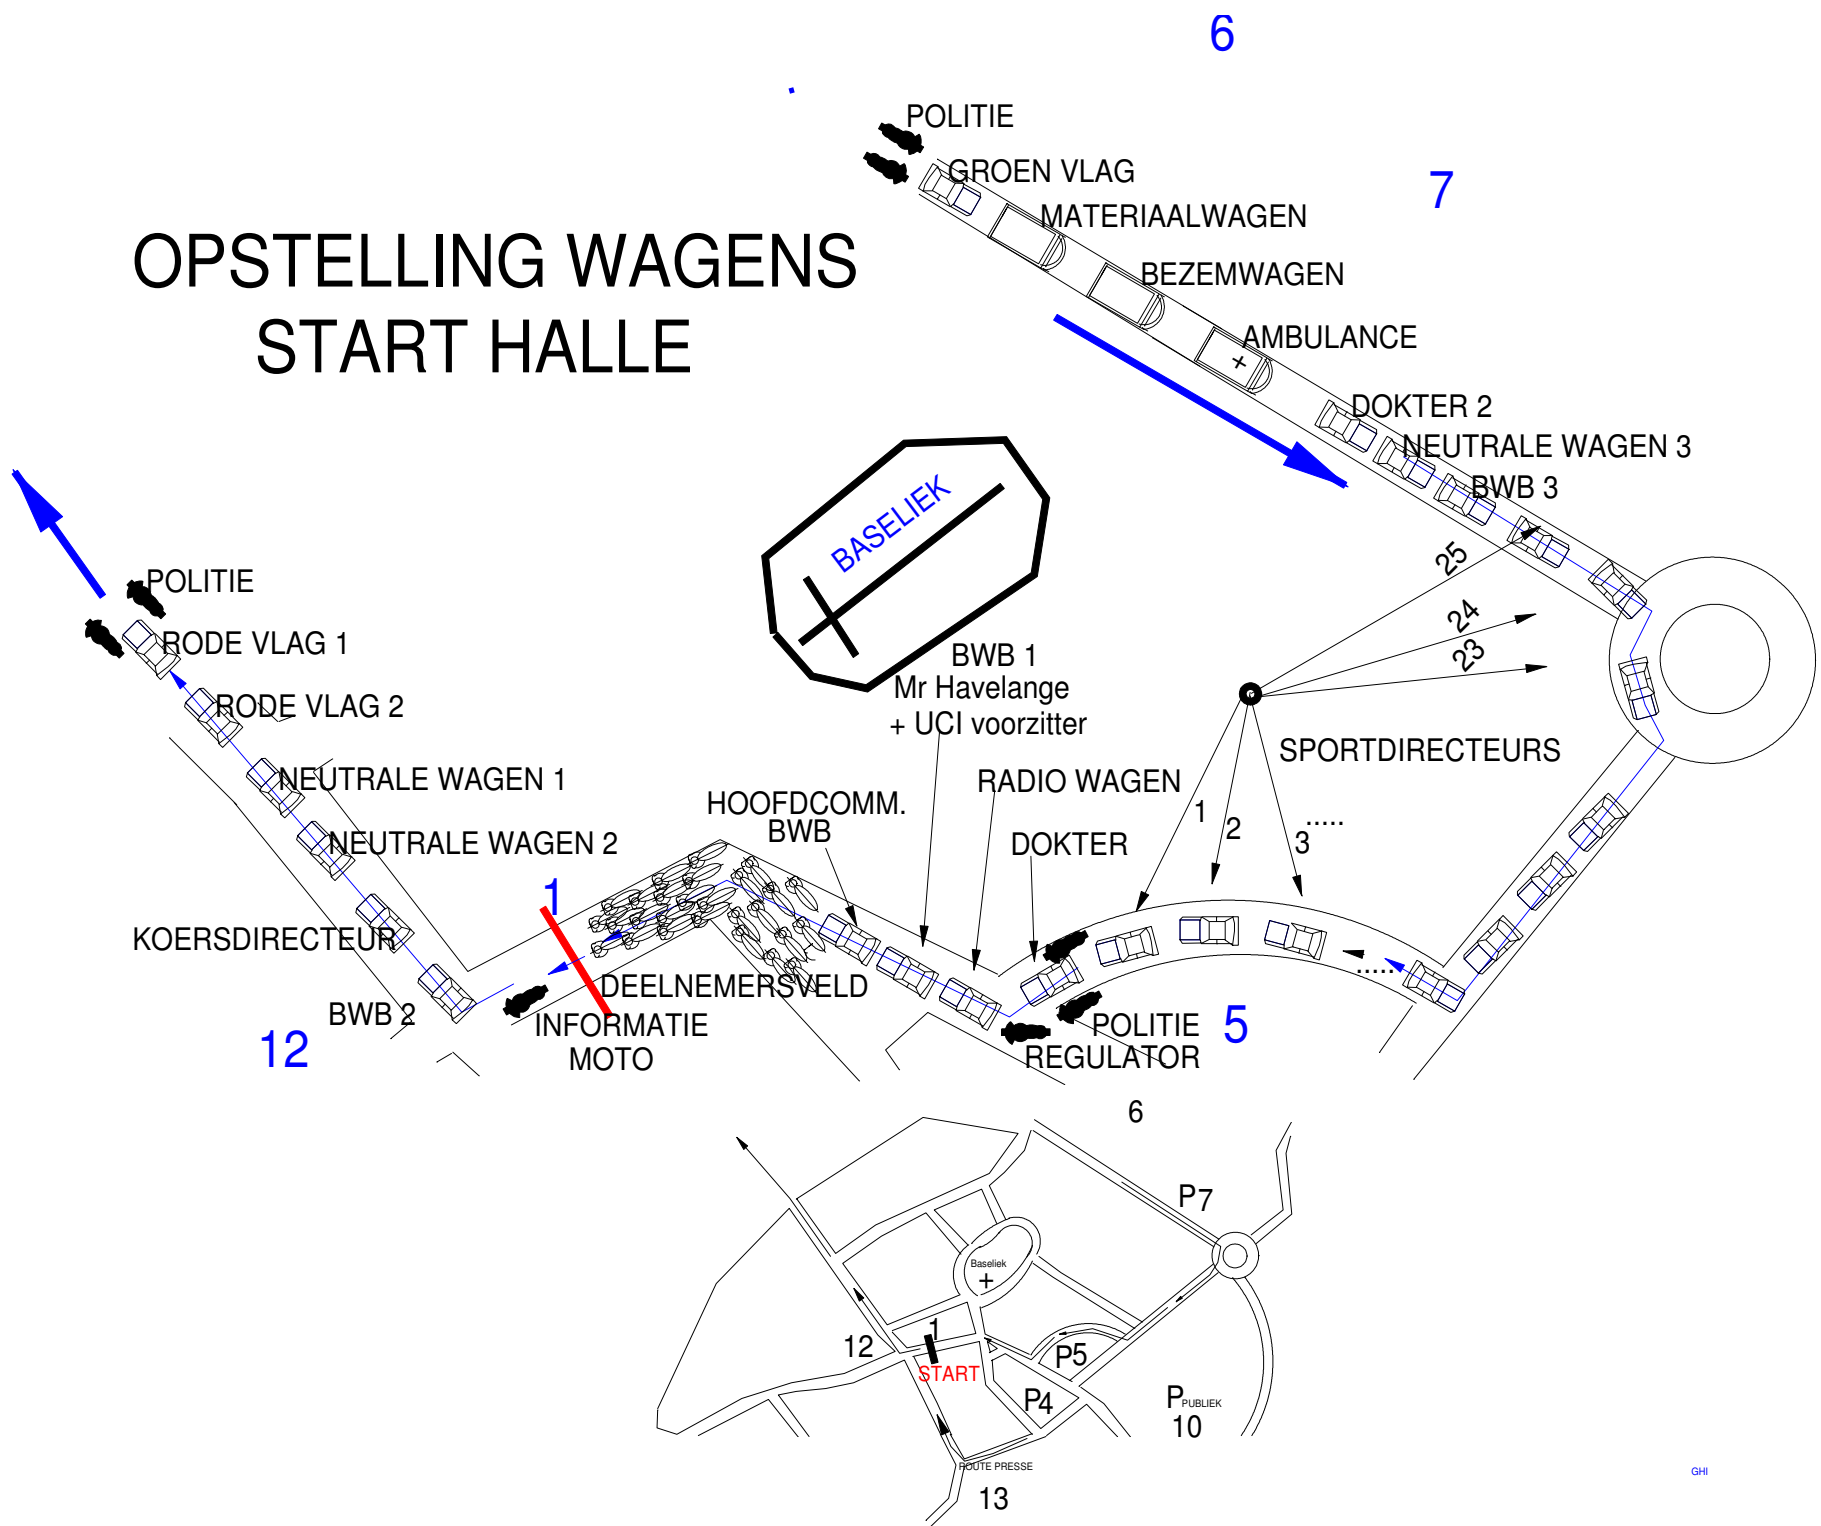 6
POLITIE
GROEN VLAG
7
MATERIAALWAGEN
OPSTELLING WAGENS
START HALLE
BEZEMWAGEN
AMBULANCE
DOKTER 2
NEUTRALE WAGEN 3
BWB 3
BASELIEK
25
24
23
POLITIE
RODE VLAG 1
RODE VLAG 2
NEUTRALE WAGEN 1
NEUTRALE WAGEN 2
KOERSDIRECTEUR
BWB 2
12
1
BWB 1
Mr Havelange
+ UCI voorzitter
SPORTDIRECTEURS
RADIO WAGEN
HOOFDCOMM.
BWB
DOKTER
1
2
3
.....
.....
DEELNEMERSVELD
INFORMATIE
MOTO
POLITIE
REGULATOR
5
6
P7
Baseliek
+
1
12
START
P5
P4
P PUBLIEK
10
ROUTE PRESSE
13
GHI